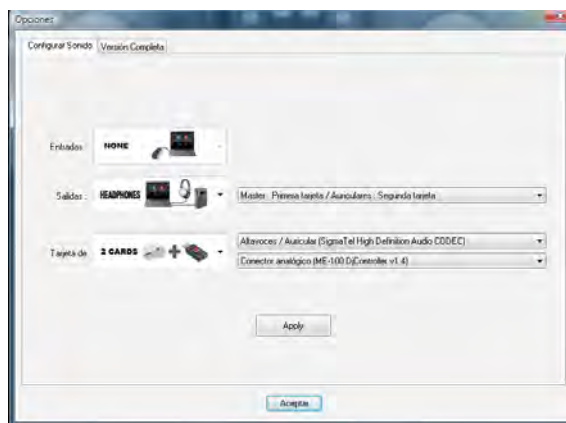 Opciones
Configurar Sonido Versión Completa
Entradas : NONE
Salidas : HEADPHONES Master : Primera tarjeta / Auriculares : Segunda tarjeta
Tarjeta de 2 CARDS Altavoces / Auricular (SigmaTel High Definition Audio CODEC)
Conector analógico (ME-100 DjController v1.4)
Apply
Aceptar